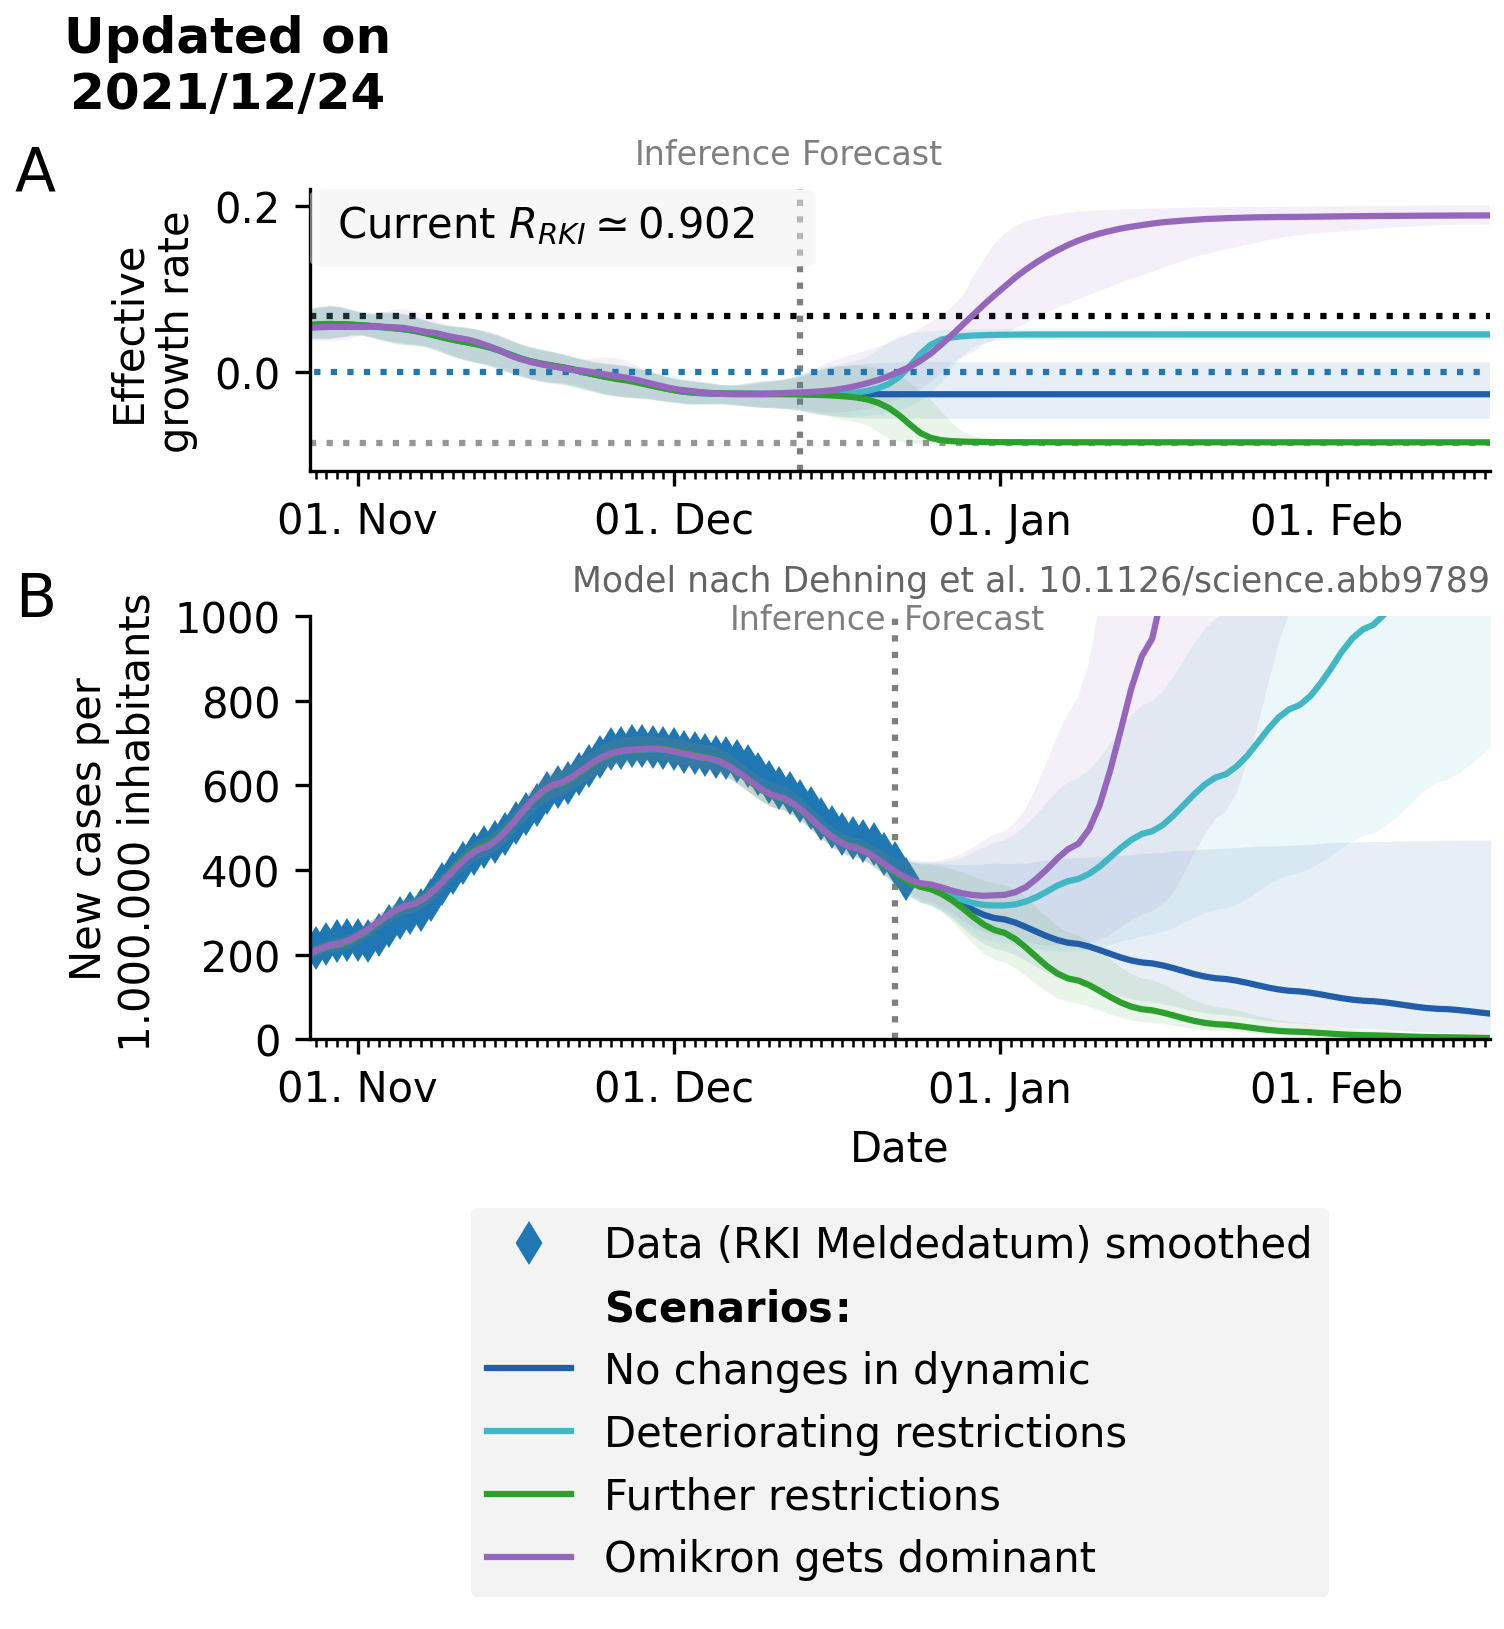 Updated on
2021/12/24
A
Inference Forecast
Current R_RKI ≃ 0.902
Effective
growth rate
0.2
0.0
01. Nov 01. Dec 01. Jan 01. Feb
B
Model nach Dehning et al. 10.1126/science.abb9789
Inference Forecast
New cases per
1.000.000 inhabitants
1000
800
600
400
200
0
01. Nov 01. Dec 01. Jan 01. Feb
Date
Data (RKI Meldedatum) smoothed
Scenarios:
No changes in dynamic
Deteriorating restrictions
Further restrictions
Omikron gets dominant